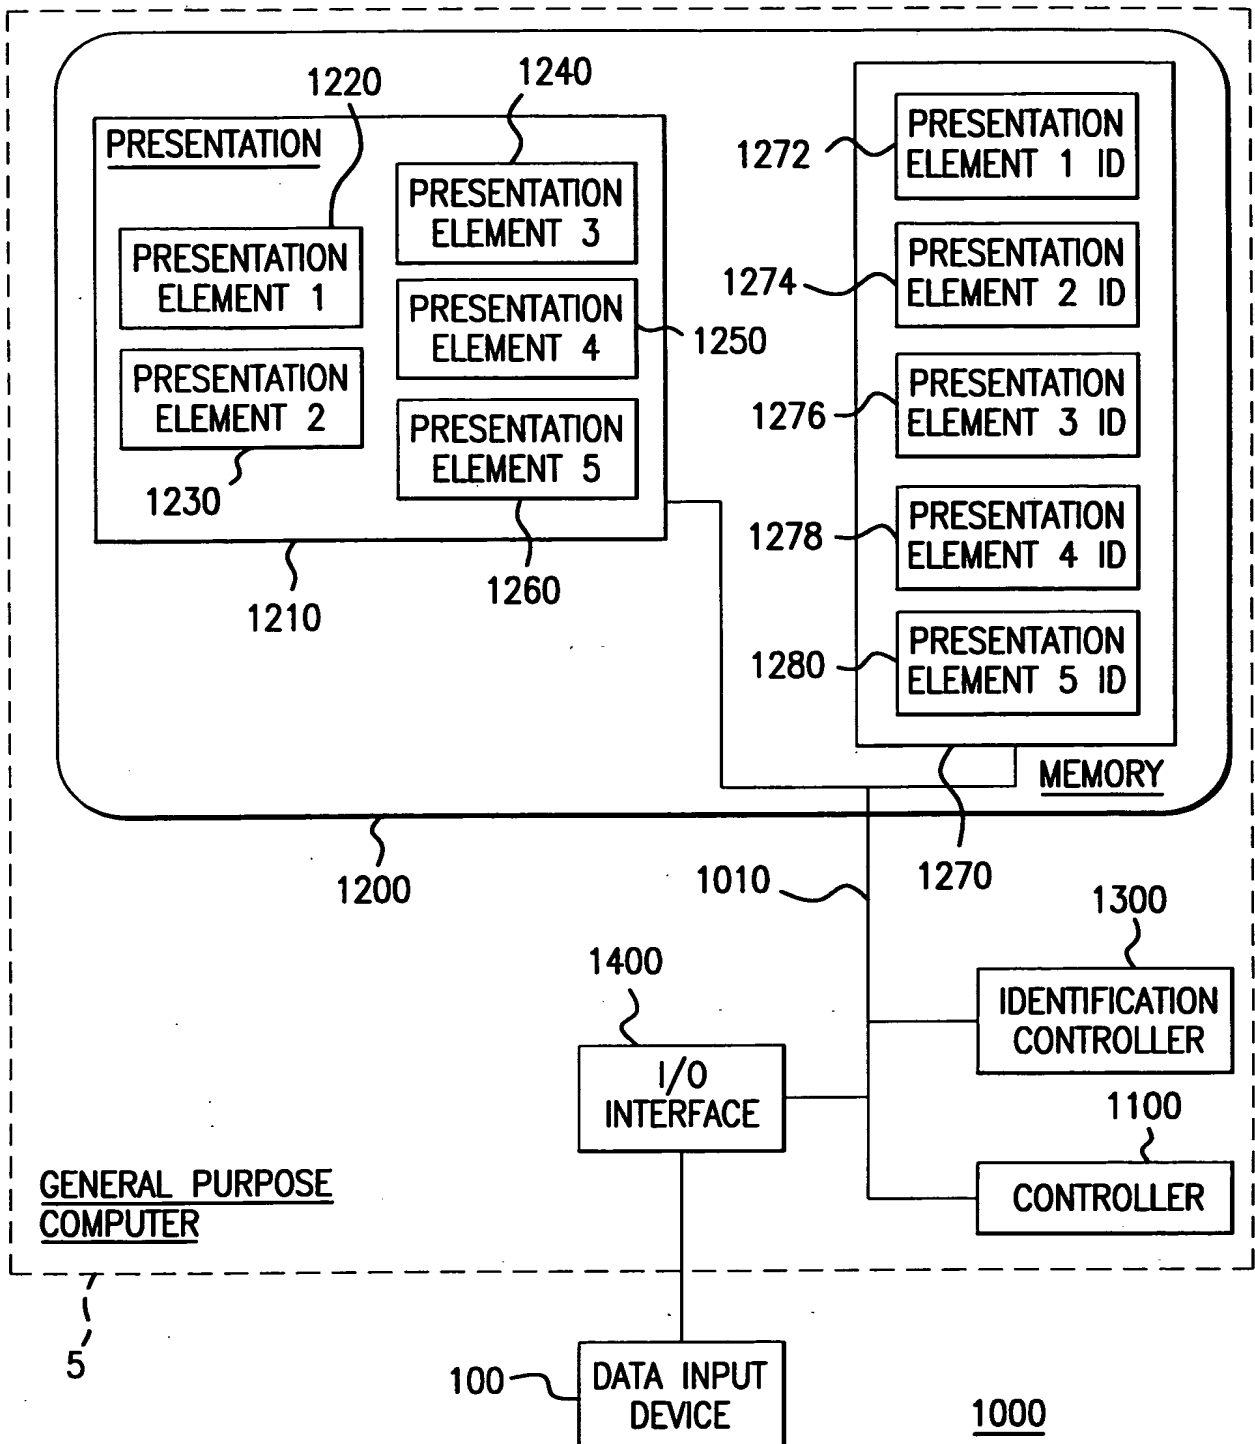 1220
1240
PRESENTATION
PRESENTATION
ELEMENT 1
PRESENTATION
ELEMENT 2
1230
PRESENTATION
ELEMENT 3
PRESENTATION
ELEMENT 4
1250
PRESENTATION
ELEMENT 5
1260
1210
1272
PRESENTATION
ELEMENT 1 ID
1274
PRESENTATION
ELEMENT 2 ID
1276
PRESENTATION
ELEMENT 3 ID
1278
PRESENTATION
ELEMENT 4 ID
1280
PRESENTATION
ELEMENT 5 ID
MEMORY
1200
1010
1270
1300
IDENTIFICATION
CONTROLLER
1400
I/O
INTERFACE
1100
CONTROLLER
GENERAL PURPOSE
COMPUTER
5
100
DATA INPUT
DEVICE
1000